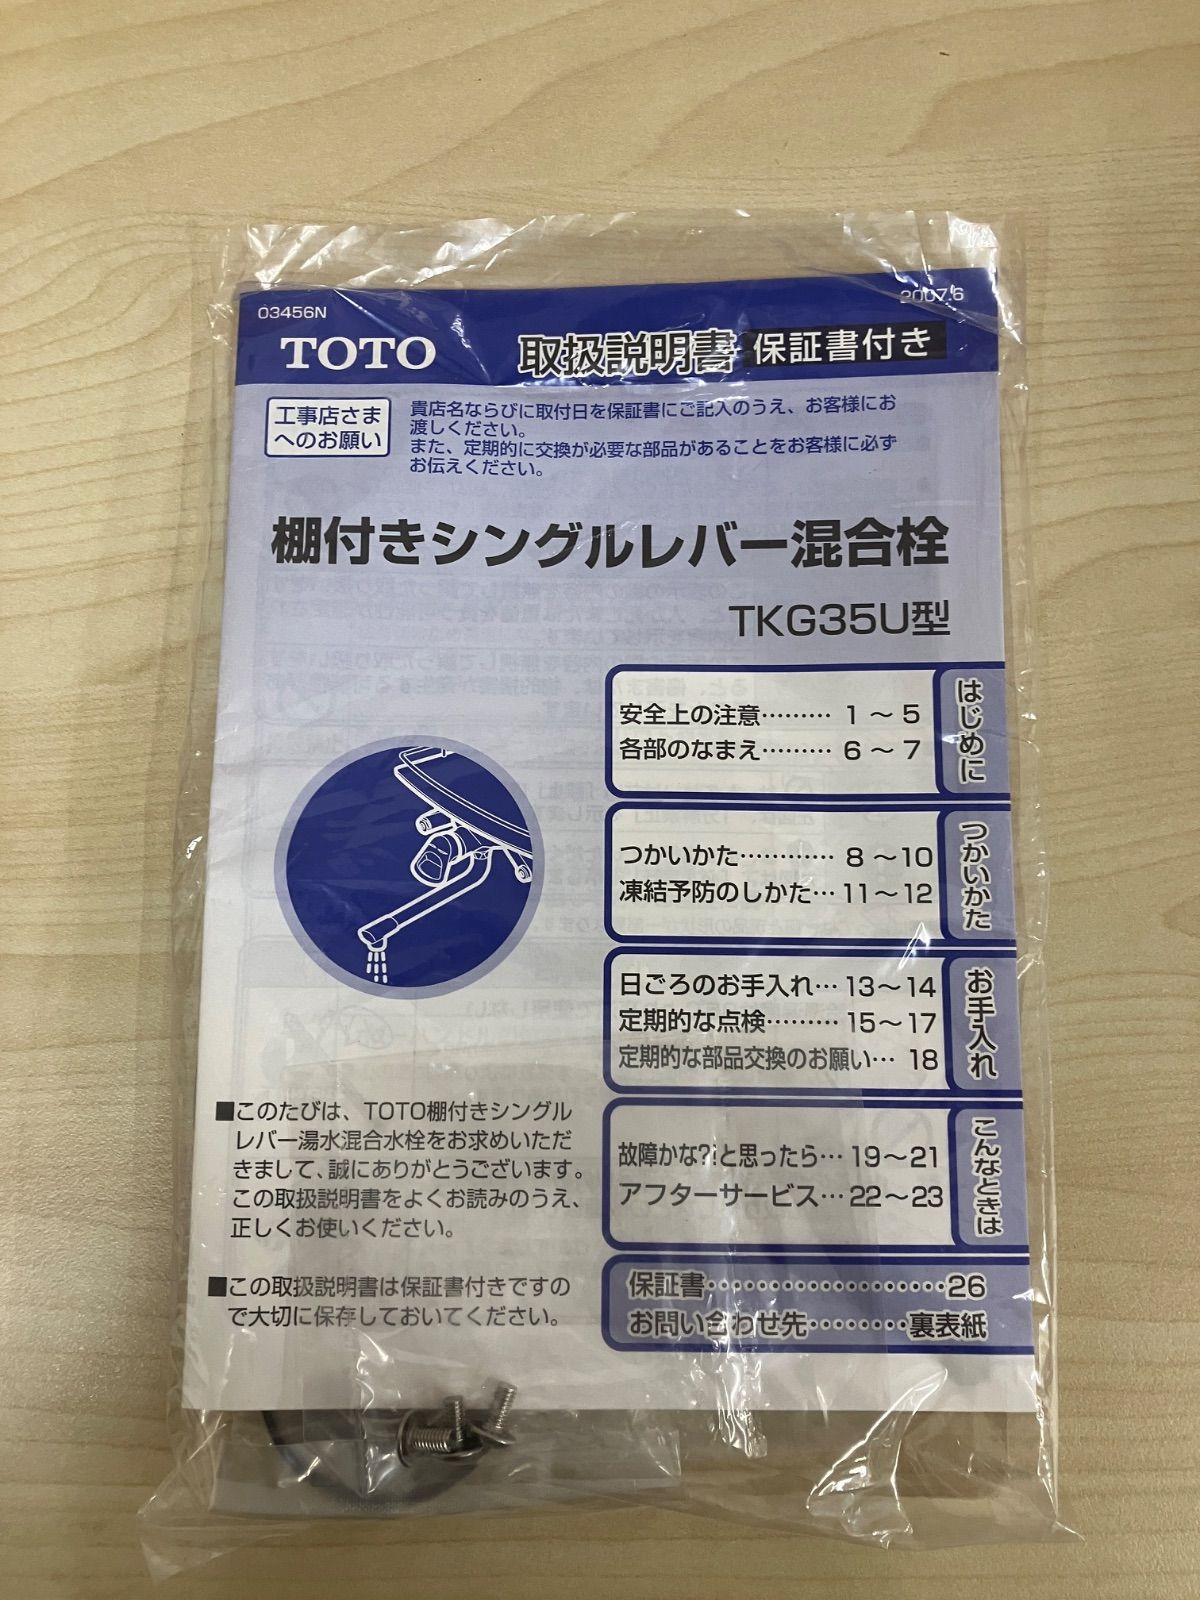 03456N
2007.6
TOTO 取扱説明書 保証書付き
工事店さま
へのお願い
貴店名ならびに取付日を保証書にご記入のうえ、お客様にお
渡しください。
また、定期的に交換が必要な部品があることをお客様に必ず
お伝えください。
棚付きシングルレバー混合栓
TKG35U型
はじめに
安全上の注意……… 1 〜 5
各部のなまえ……… 6 〜 7
つかいかた
つかいかた………… 8 〜10
凍結予防のしかた…11〜12
お手入れ
日ごろのお手入れ…13〜14
定期的な点検………15〜17
定期的な部品交換のお願い… 18
こんなときは
故障かな?!と思ったら…19〜21
アフターサービス…22〜23
保証書…………………26
お問い合わせ先………裏表紙
■このたびは、TOTO棚付きシングル
レバー湯水混合水栓をお求めいただ
きまして、誠にありがとうございます。
この取扱説明書をよくお読みのうえ、
正しくお使いください。
■この取扱説明書は保証書付きですの
で大切に保存しておいてください。